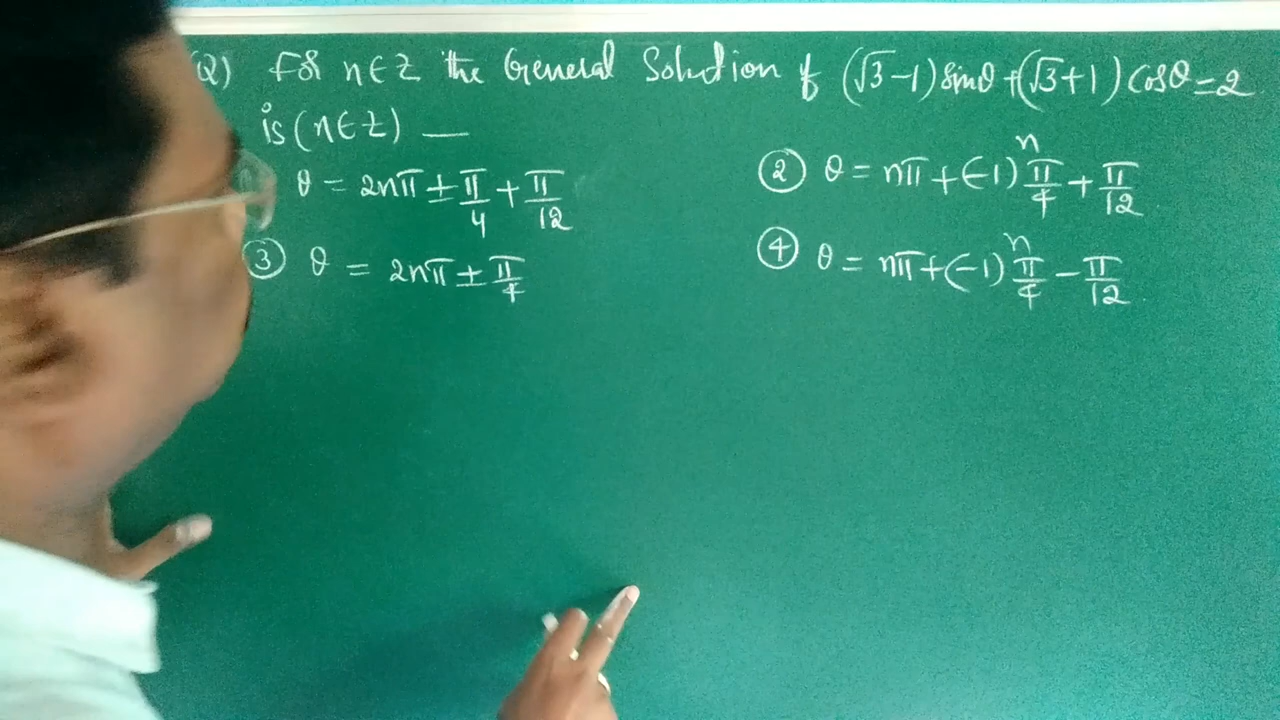 Q) For n∈Z the General Solution of (√3-1)sinθ+(√3+1)cosθ=2
is (n∈Z) —
θ = 2nπ ± π/4 + π/12
② θ = nπ + (-1)^n π/4 + π/12
③ θ = 2nπ ± π/4
④ θ = nπ + (-1)^n π/4 - π/12